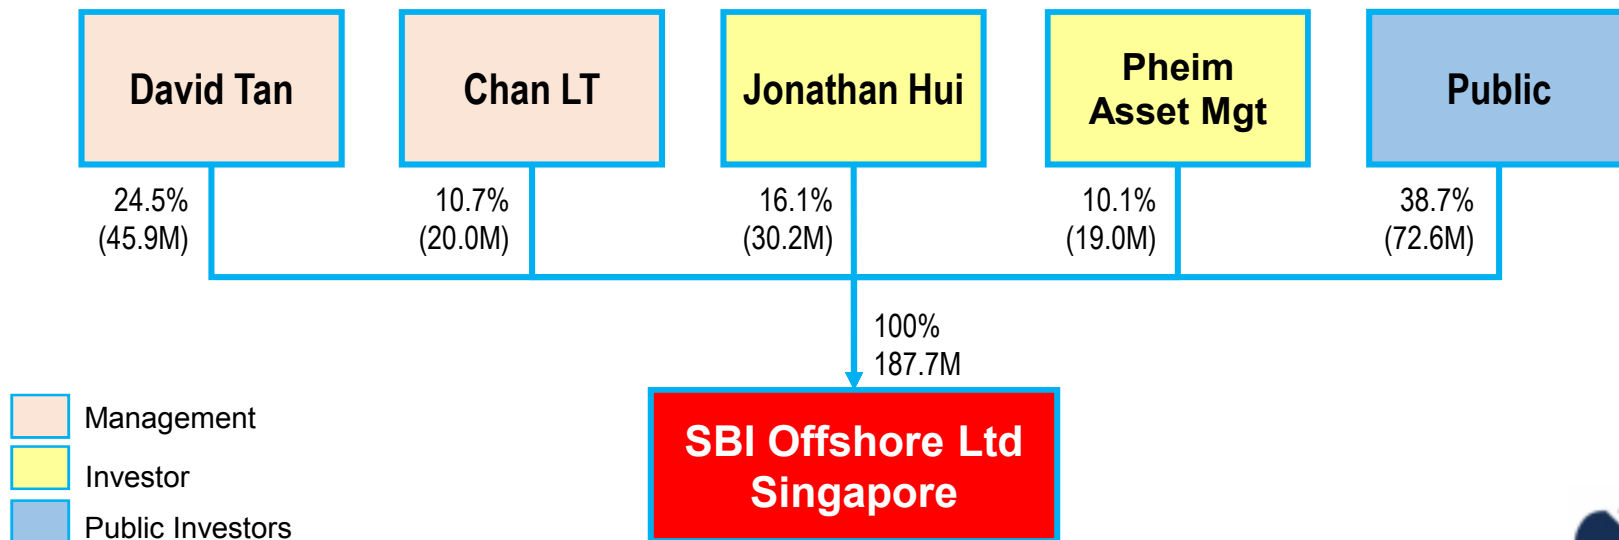 David Tan
Chan LT
Jonathan Hui
Pheim
Asset Mgt
Public
24.5%
(45.9M)
10.7%
(20.0M)
16.1%
(30.2M)
10.1%
(19.0M)
38.7%
(72.6M)
100%
187.7M
SBI Offshore Ltd
Singapore
Management
Investor
Public Investors